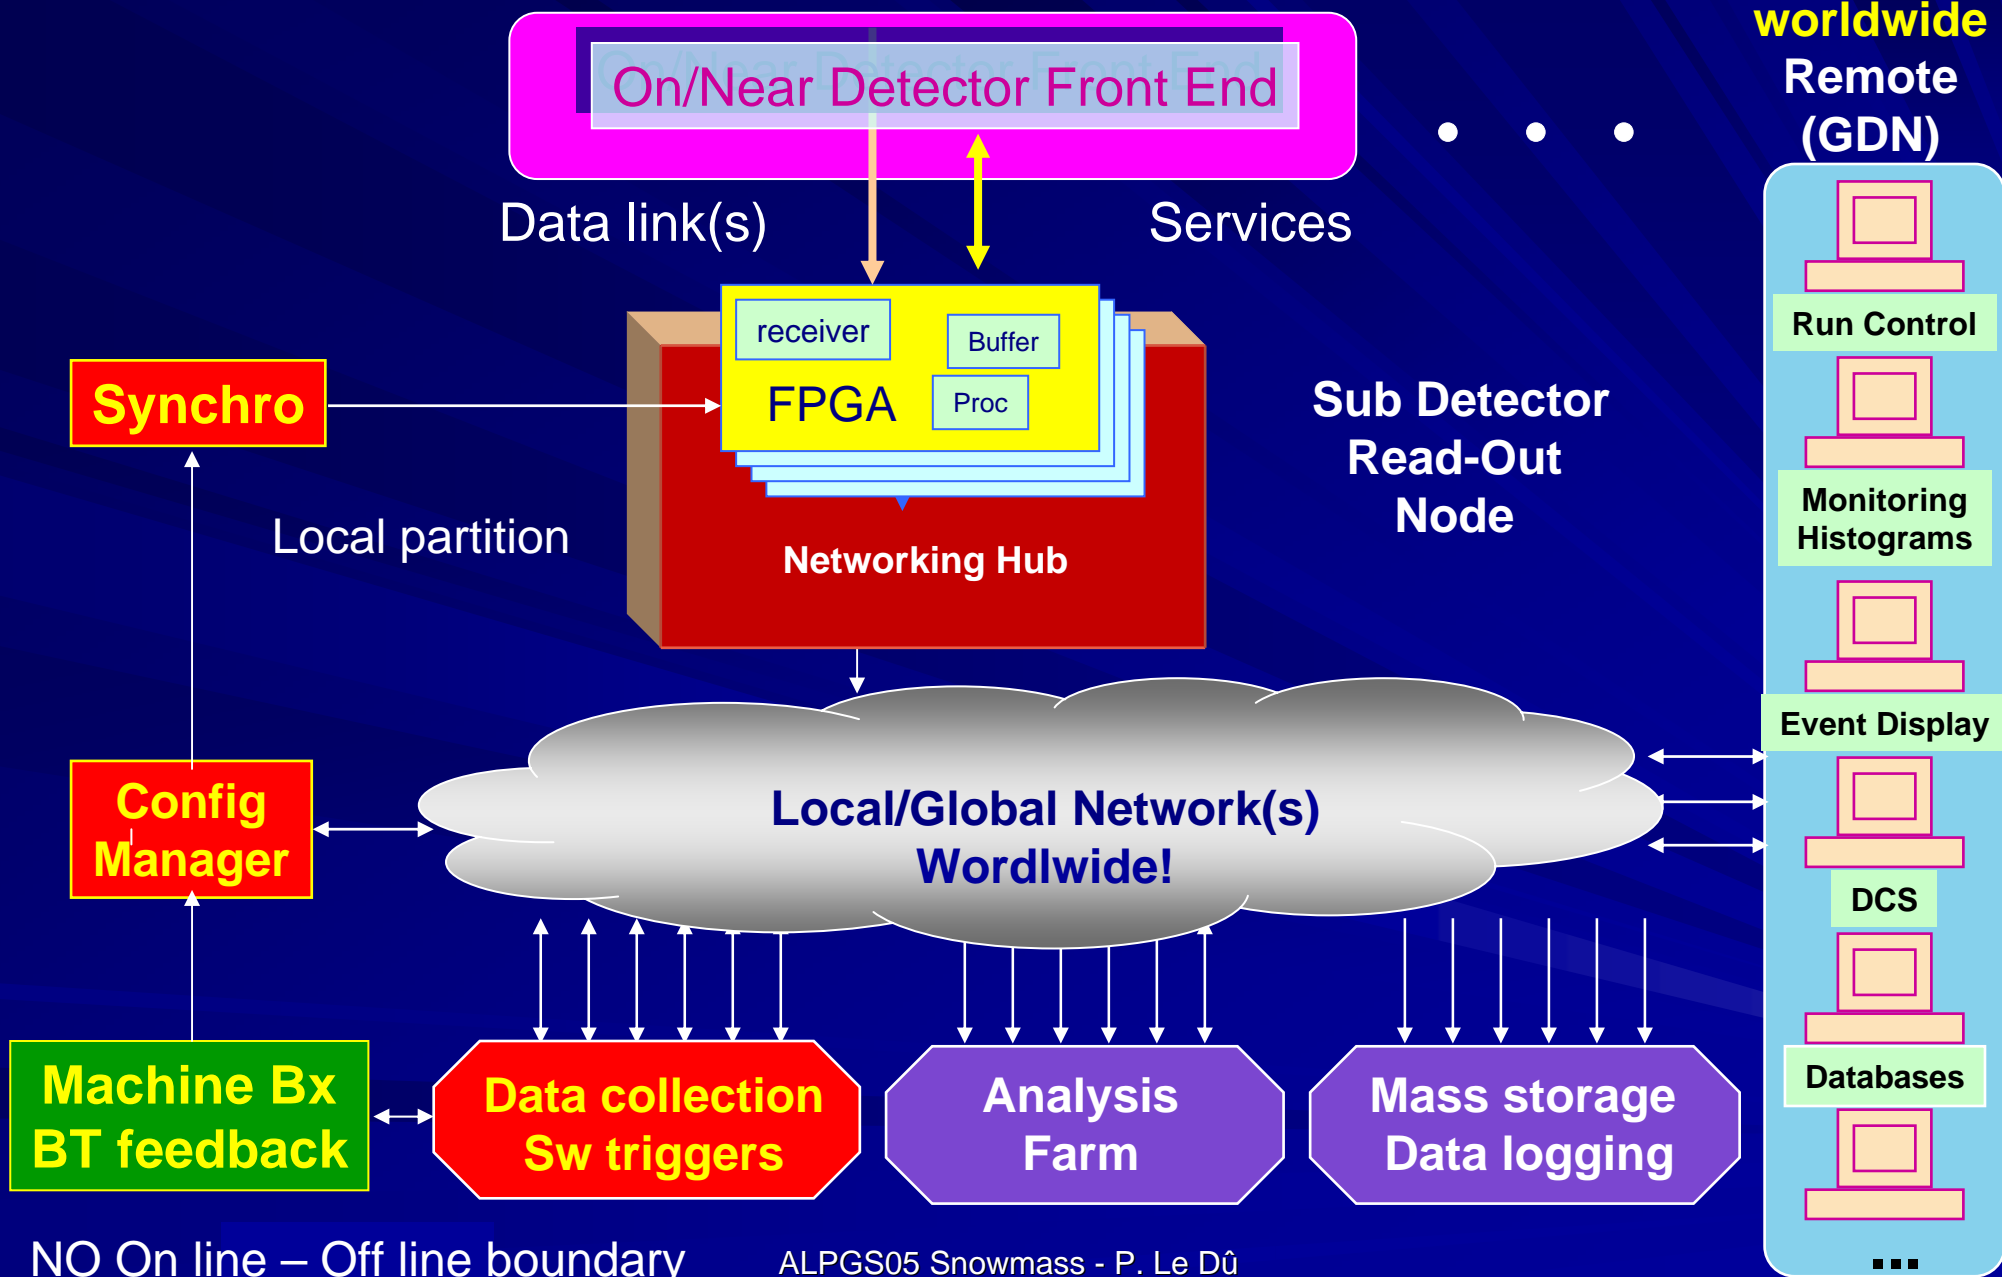 On/Near Detector Front End
worldwide
Remote
(GDN)
Data link(s)
Services
receiver
Buffer
FPGA
Proc
Networking Hub
Sub Detector
Read-Out
Node
Synchro
Local partition
Config
Manager
Local/Global Network(s)
Wordlwide!
Machine Bx
BT feedback
Data collection
Sw triggers
Analysis
Farm
Mass storage
Data logging
Run Control
Monitoring
Histograms
Event Display
DCS
Databases
...
NO On line – Off line boundary
ALPGS05 Snowmass - P. Le Dû